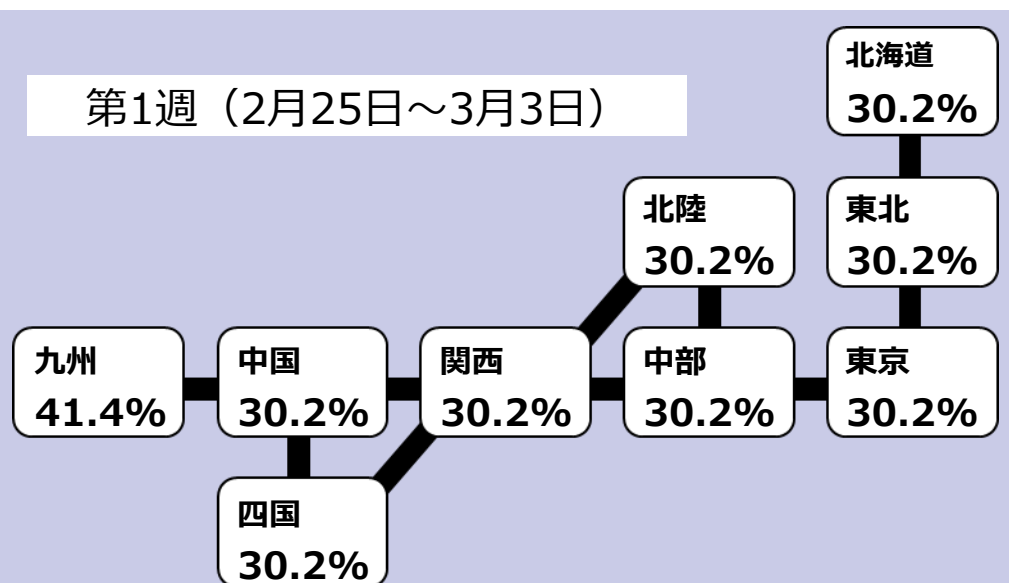 第1週（2月25日～3月3日）
北海道
30.2%
北陸
30.2%
東北
30.2%
九州
41.4%
中国
30.2%
関西
30.2%
中部
30.2%
東京
30.2%
四国
30.2%